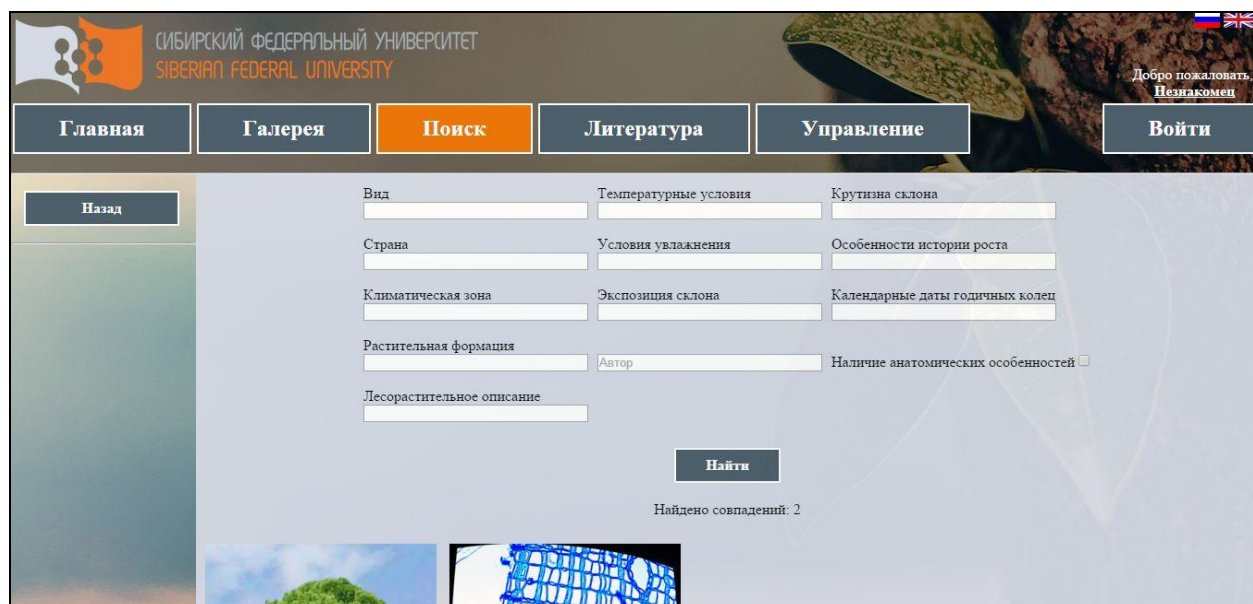 СИБИРСКИЙ ФЕДЕРАЛЬНЫЙ УНИВЕРСИТЕТ
SIBERIAN FEDERAL UNIVERSITY
Добро пожаловать,
Незнакомец
Главная Галерея Поиск Литература Управление Войти
Назад
Вид Температурные условия Крутизна склона
Страна Условия увлажнения Особенности истории роста
Климатическая зона Экспозиция склона Календарные даты годичных колец
Растительная формация
Автор Наличие анатомических особенностей
Лесорастительное описание
Найти
Найдено совпадений: 2